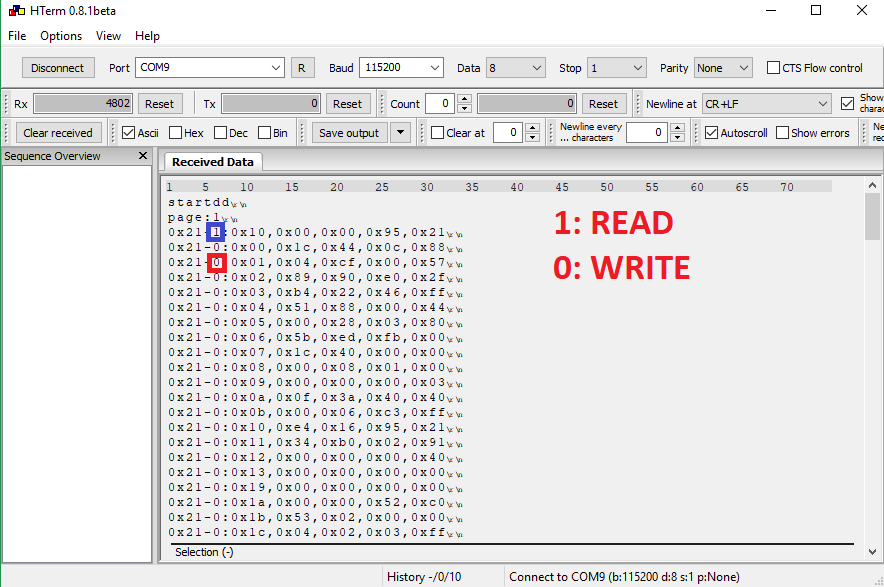 HTerm 0.8.1beta
File Options View Help
Disconnect Port COM9 R Baud 115200 Data 8 Stop 1 Parity None CTS Flow control
Rx 4802 Reset Tx 0 Reset Count 0 0 Reset Newline at CR+LF Show
Clear received Ascii Hex Dec Bin Save output Clear at 0 Newline every ... characters 0 Autoscroll Show errors
Sequence Overview
Received Data
1 5 10 15 20 25 30 35 40 45 50 55 60 65 70
startdd\r\n
page:1\r\n
0x21-1:0x10,0x00,0x00,0x95,0x21\r\n
0x21-0:0x00,0x1c,0x44,0x0c,0x88\r\n
0x21-0:0x01,0x04,0xcf,0x00,0x57\r\n
0x21-0:0x02,0x89,0x90,0xe0,0x2f\r\n
0x21-0:0x03,0xb4,0x22,0x46,0xff\r\n
0x21-0:0x04,0x51,0x88,0x00,0x44\r\n
0x21-0:0x05,0x00,0x28,0x03,0x80\r\n
0x21-0:0x06,0x5b,0xed,0xfb,0x00\r\n
0x21-0:0x07,0x1c,0x40,0x00,0x00\r\n
0x21-0:0x08,0x00,0x08,0x01,0x00\r\n
0x21-0:0x09,0x00,0x00,0x00,0x03\r\n
0x21-0:0x0a,0x0f,0x3a,0x40,0x40\r\n
0x21-0:0x0b,0x00,0x06,0xc3,0xff\r\n
0x21-0:0x10,0xe4,0x16,0x95,0x21\r\n
0x21-0:0x11,0x34,0xb0,0x02,0x91\r\n
0x21-0:0x12,0x00,0x00,0x00,0x40\r\n
0x21-0:0x13,0x00,0x00,0x00,0x00\r\n
0x21-0:0x19,0x00,0x00,0x00,0x00\r\n
0x21-0:0x1a,0x00,0x00,0x52,0xc0\r\n
0x21-0:0x1b,0x53,0x02,0x00,0x00\r\n
0x21-0:0x1c,0x04,0x02,0x03,0xff\r\n
1: READ
0: WRITE
Selection (-)
History -/0/10 Connect to COM9 (b:115200 d:8 s:1 p:None)